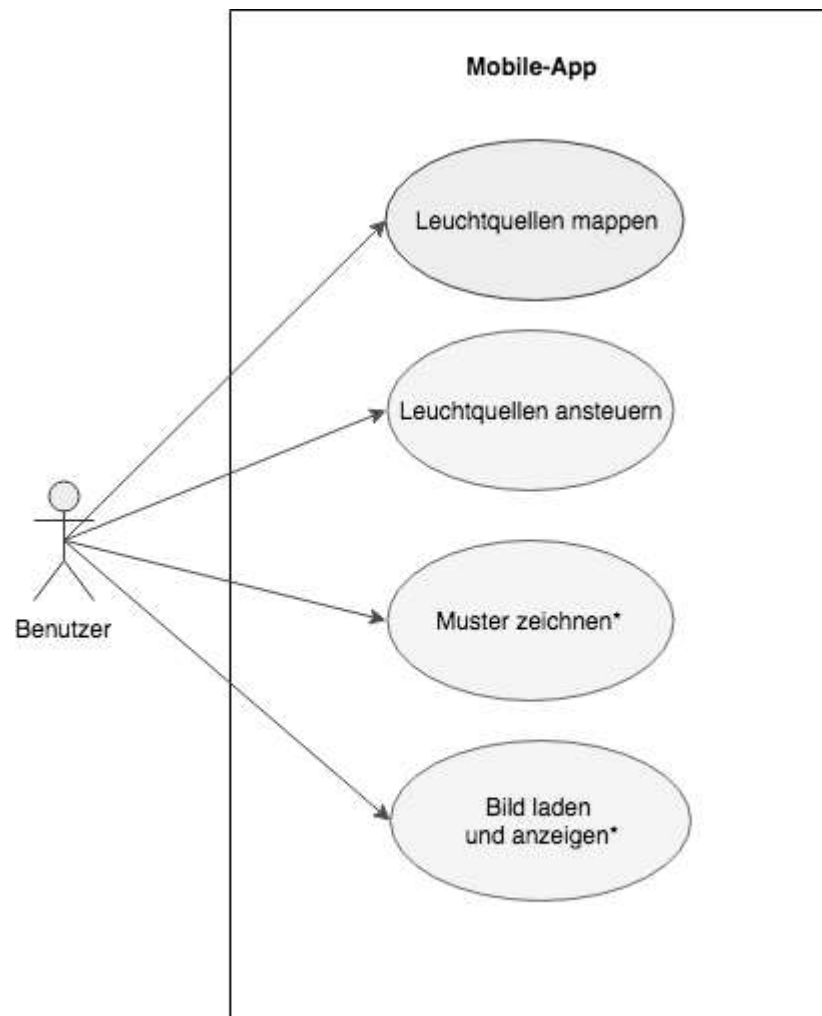 Mobile-App
Leuchtquellen mappen
Leuchtquellen ansteuern
Muster zeichnen*
Benutzer
Bild laden
und anzeigen*